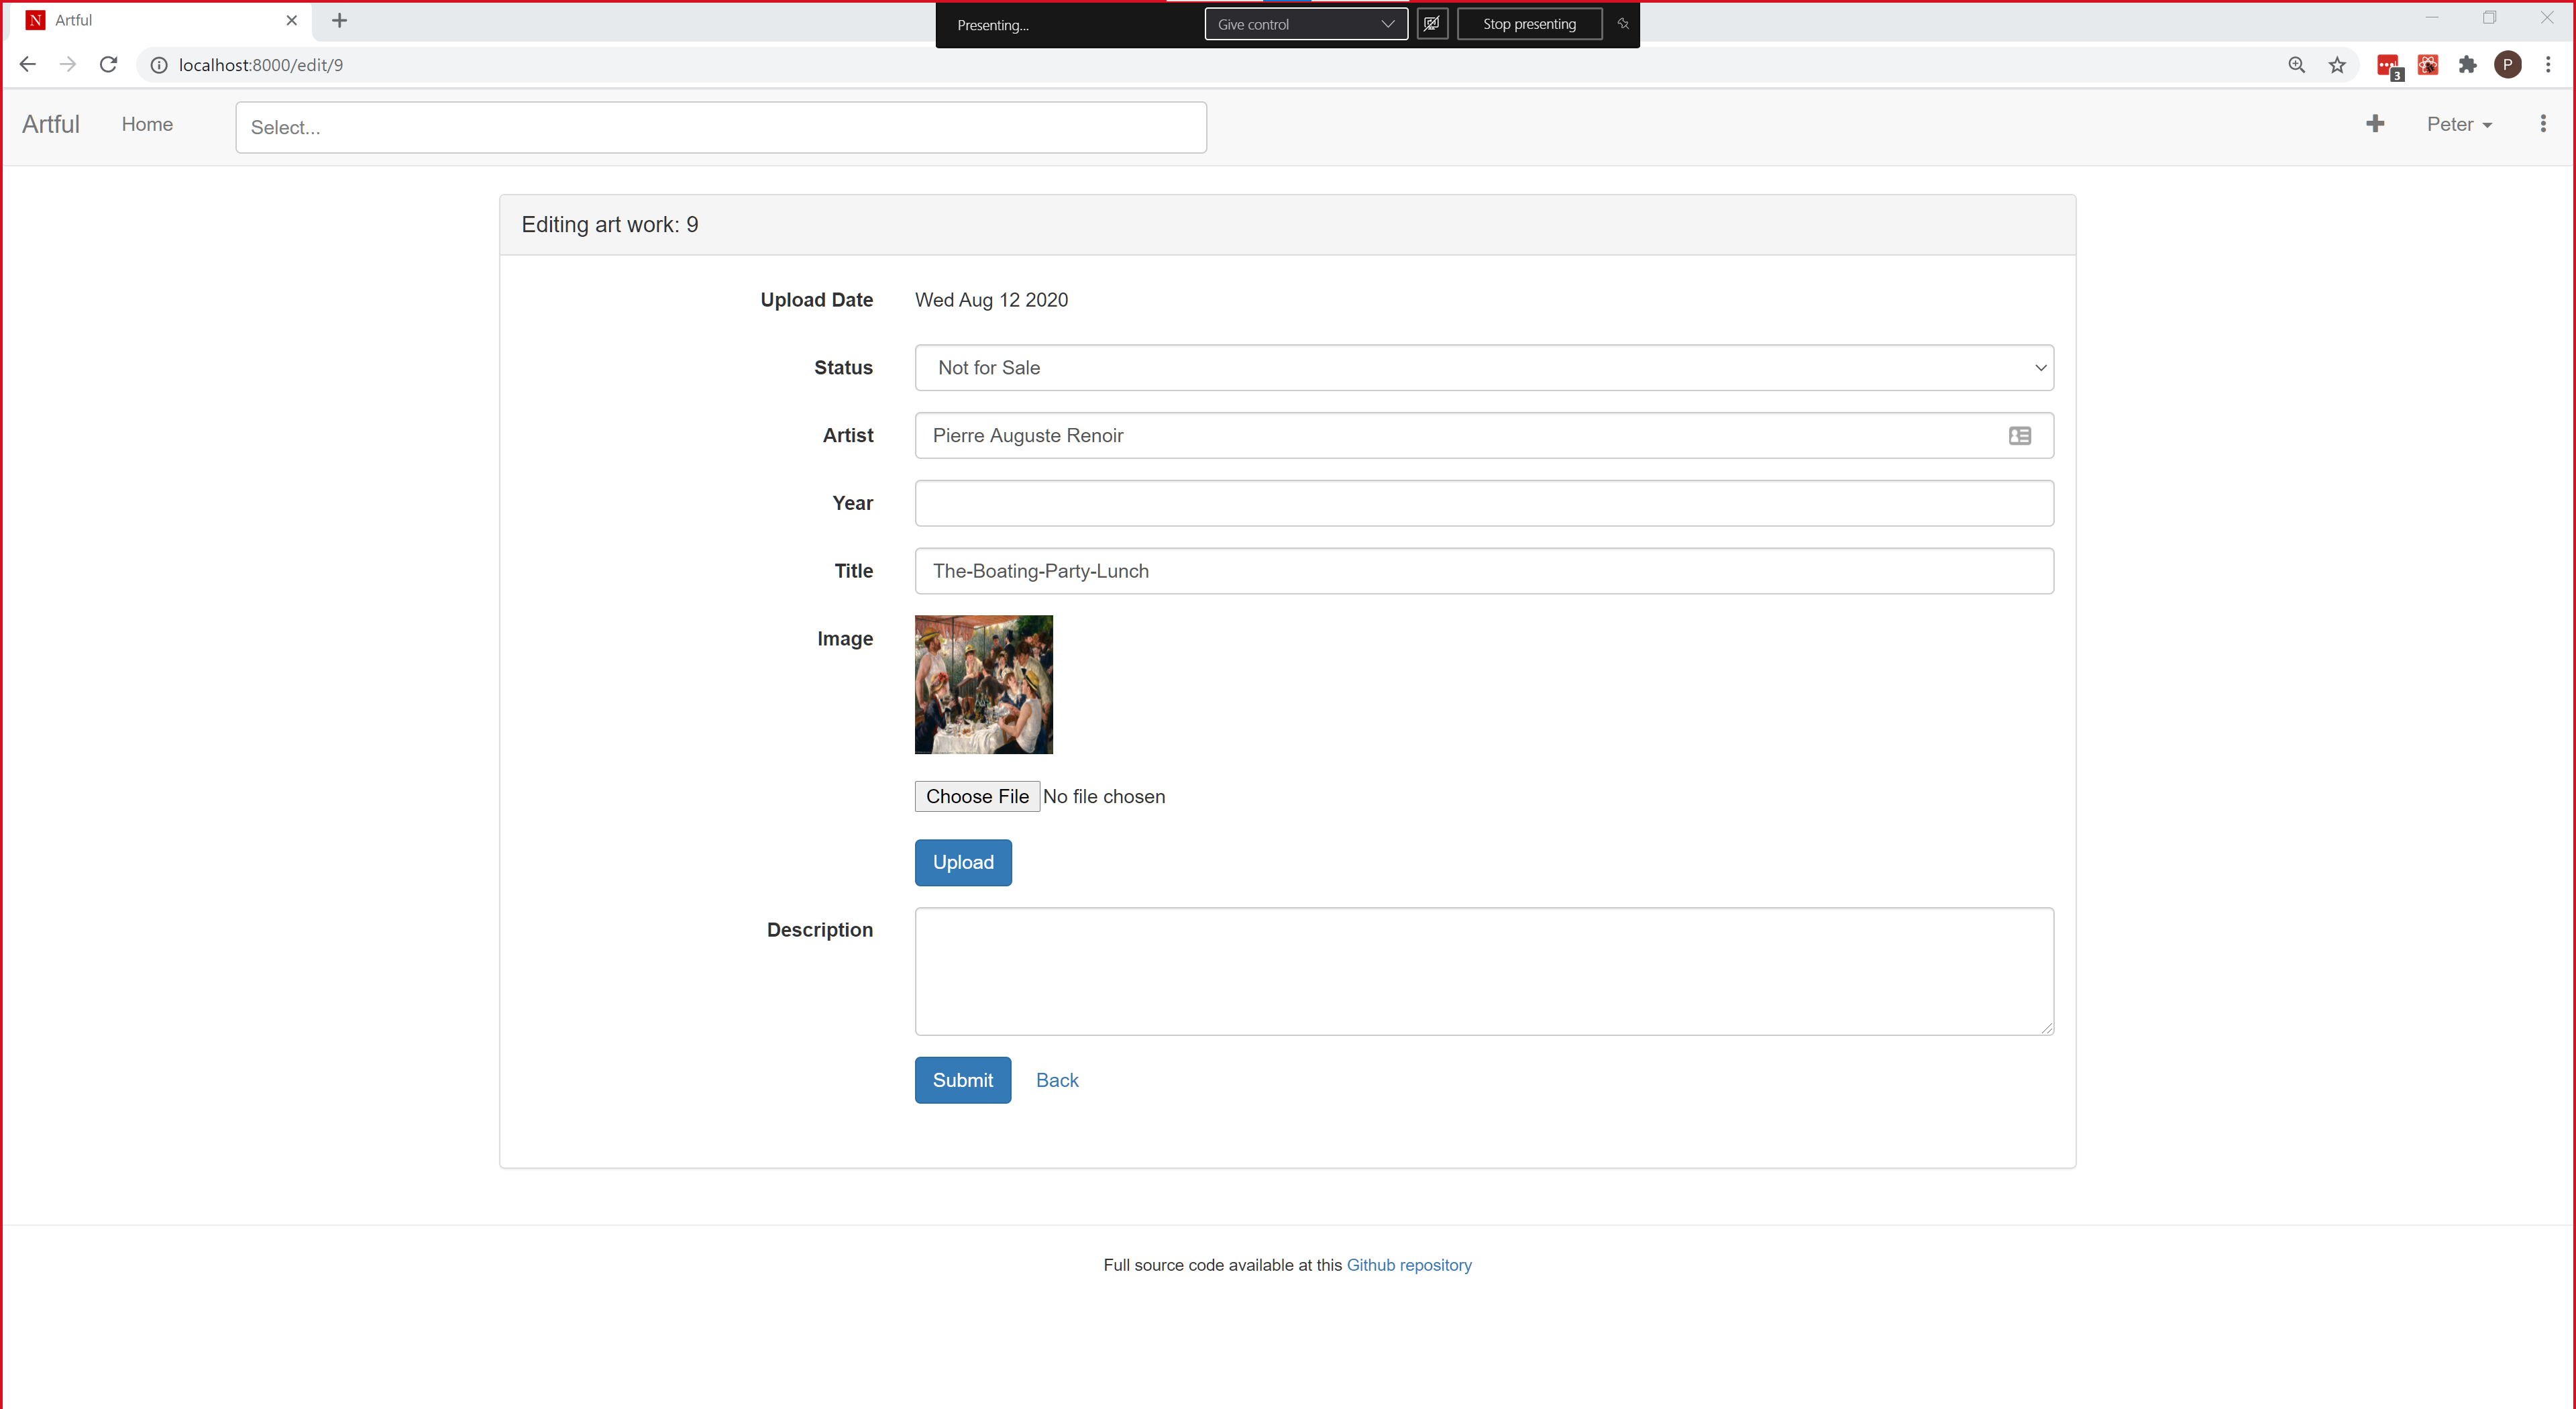 N Artful
Presenting... Give control Stop presenting
localhost:8000/edit/9
3
P
Artful Home Select... Peter
Editing art work: 9
Upload Date Wed Aug 12 2020
Status Not for Sale
Artist Pierre Auguste Renoir
Year
Title The-Boating-Party-Lunch
Image
Choose File No file chosen
Upload
Description
Submit Back
Full source code available at this Github repository